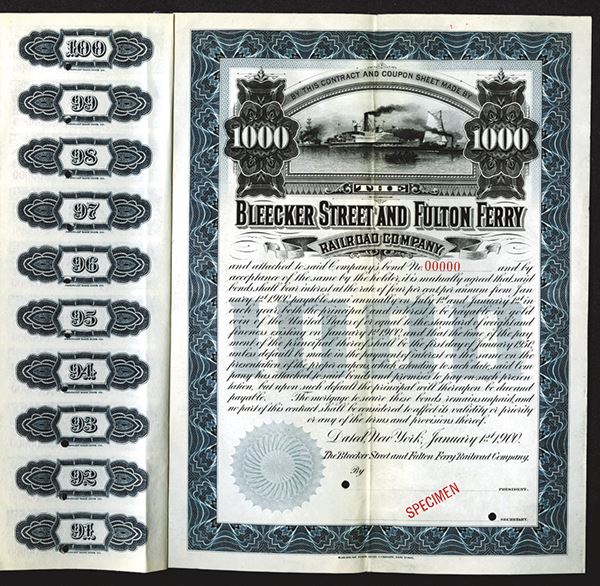 100
99
98
97
96
95
94
93
92
91
BY THIS CONTRACT AND COUPON SHEET MADE BY
1000 1000
THE
BLEECKER STREET AND FULTON FERRY
RAILROAD COMPANY
and attached to said Company's bond No. 00000 and by
acceptance of the same by the holder, it is mutually agreed that said
bonds shall bear interest at the rate of four per cent per annum from Jan
uary 1st 1900, payable semi annually on July 1st and January 1st in
each year, both principal and interest to be payable in gold
coin of the United States of or equal to the standard of weight and
fineness existing on January 1st 1900, and that the time of the pay
ment of the principal thereof shall be the first day of January 1950,
unless default be made in the payment of interest on the same on the
presentation of the proper coupon, which extending to such date, said Com
pany has attached to said bond and promises to pay on such presen
tation, but upon such default the principal will thereupon be due and
payable. The mortgage to secure these bonds remains unpaid, and
no part of this contract shall be considered to affect its validity or priority
or any of the terms and provisions thereof.
Dated, New York, January 1st 1900.
The Bleecker Street and Fulton Ferry Railroad Company,
By
PRESIDENT.
SPECIMEN
SECRETARY.